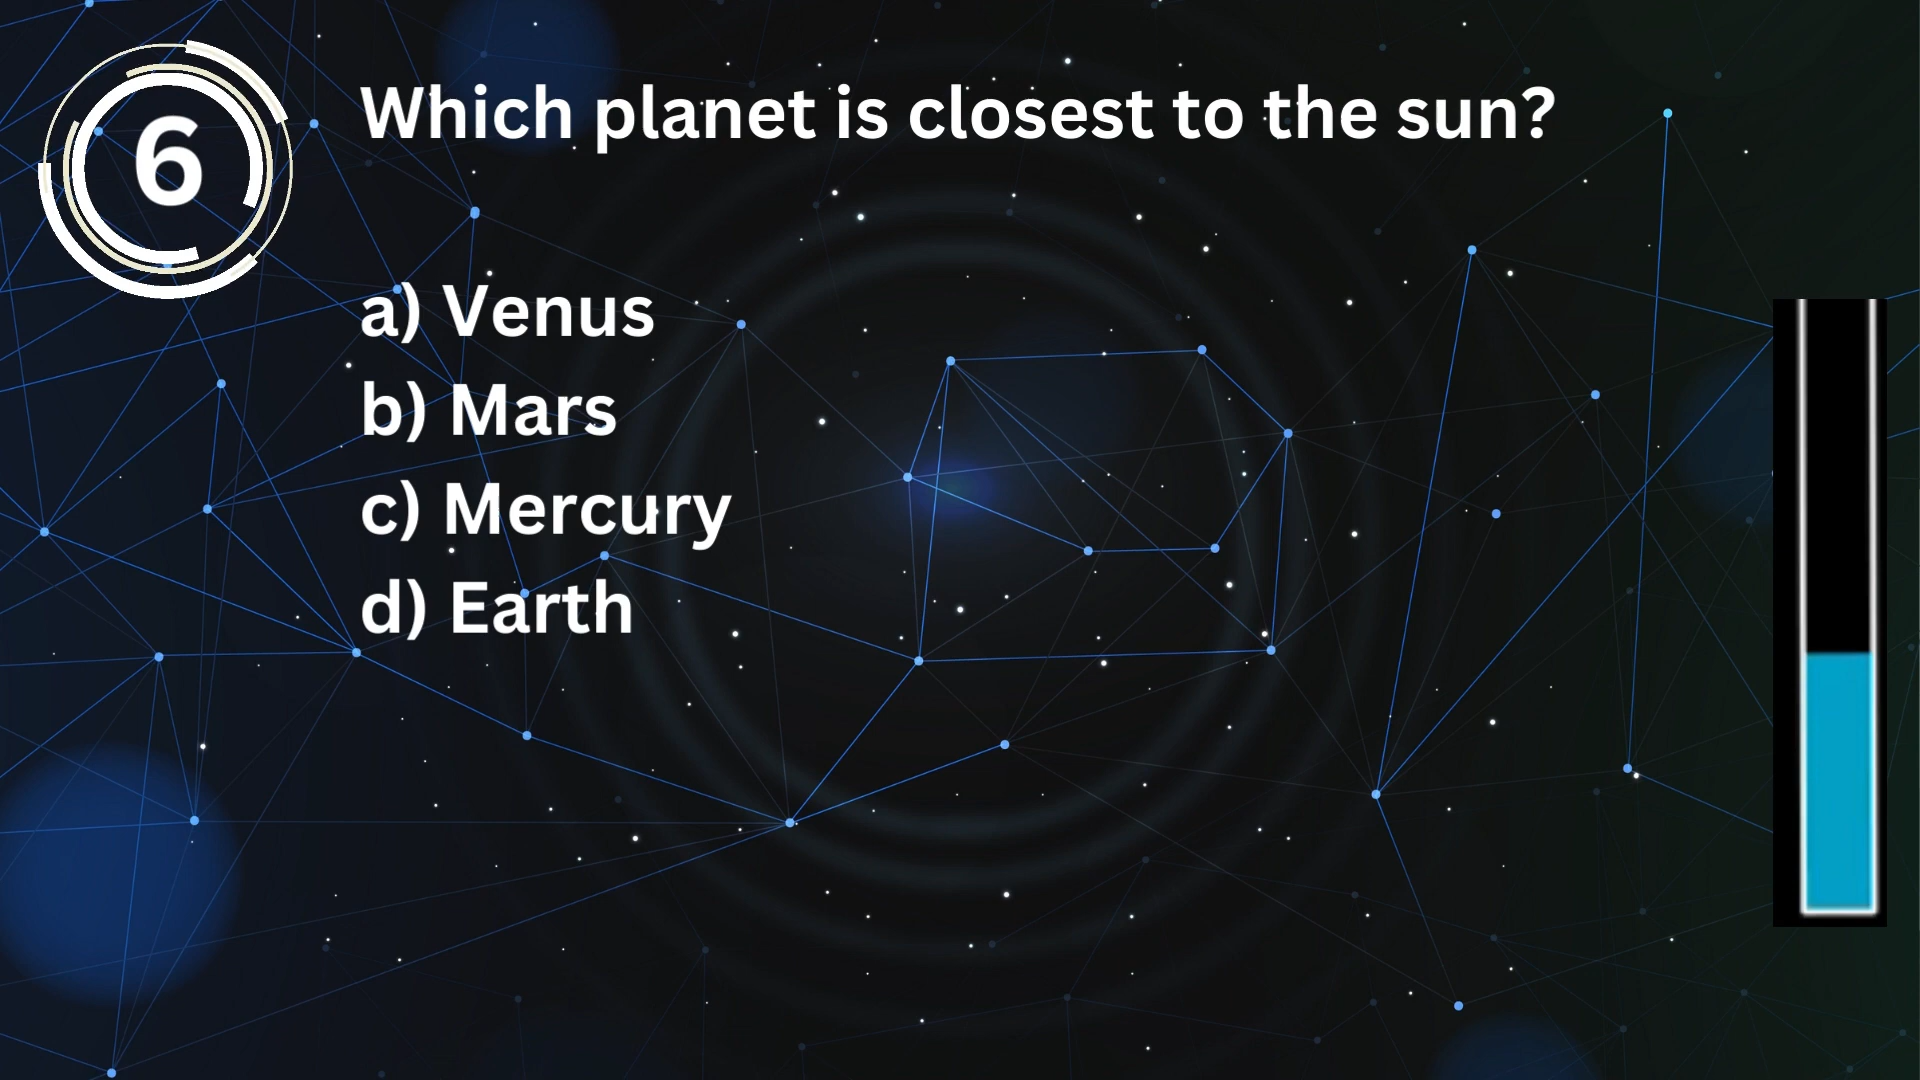 6
Which planet is closest to the sun?
a) Venus
b) Mars
c) Mercury
d) Earth